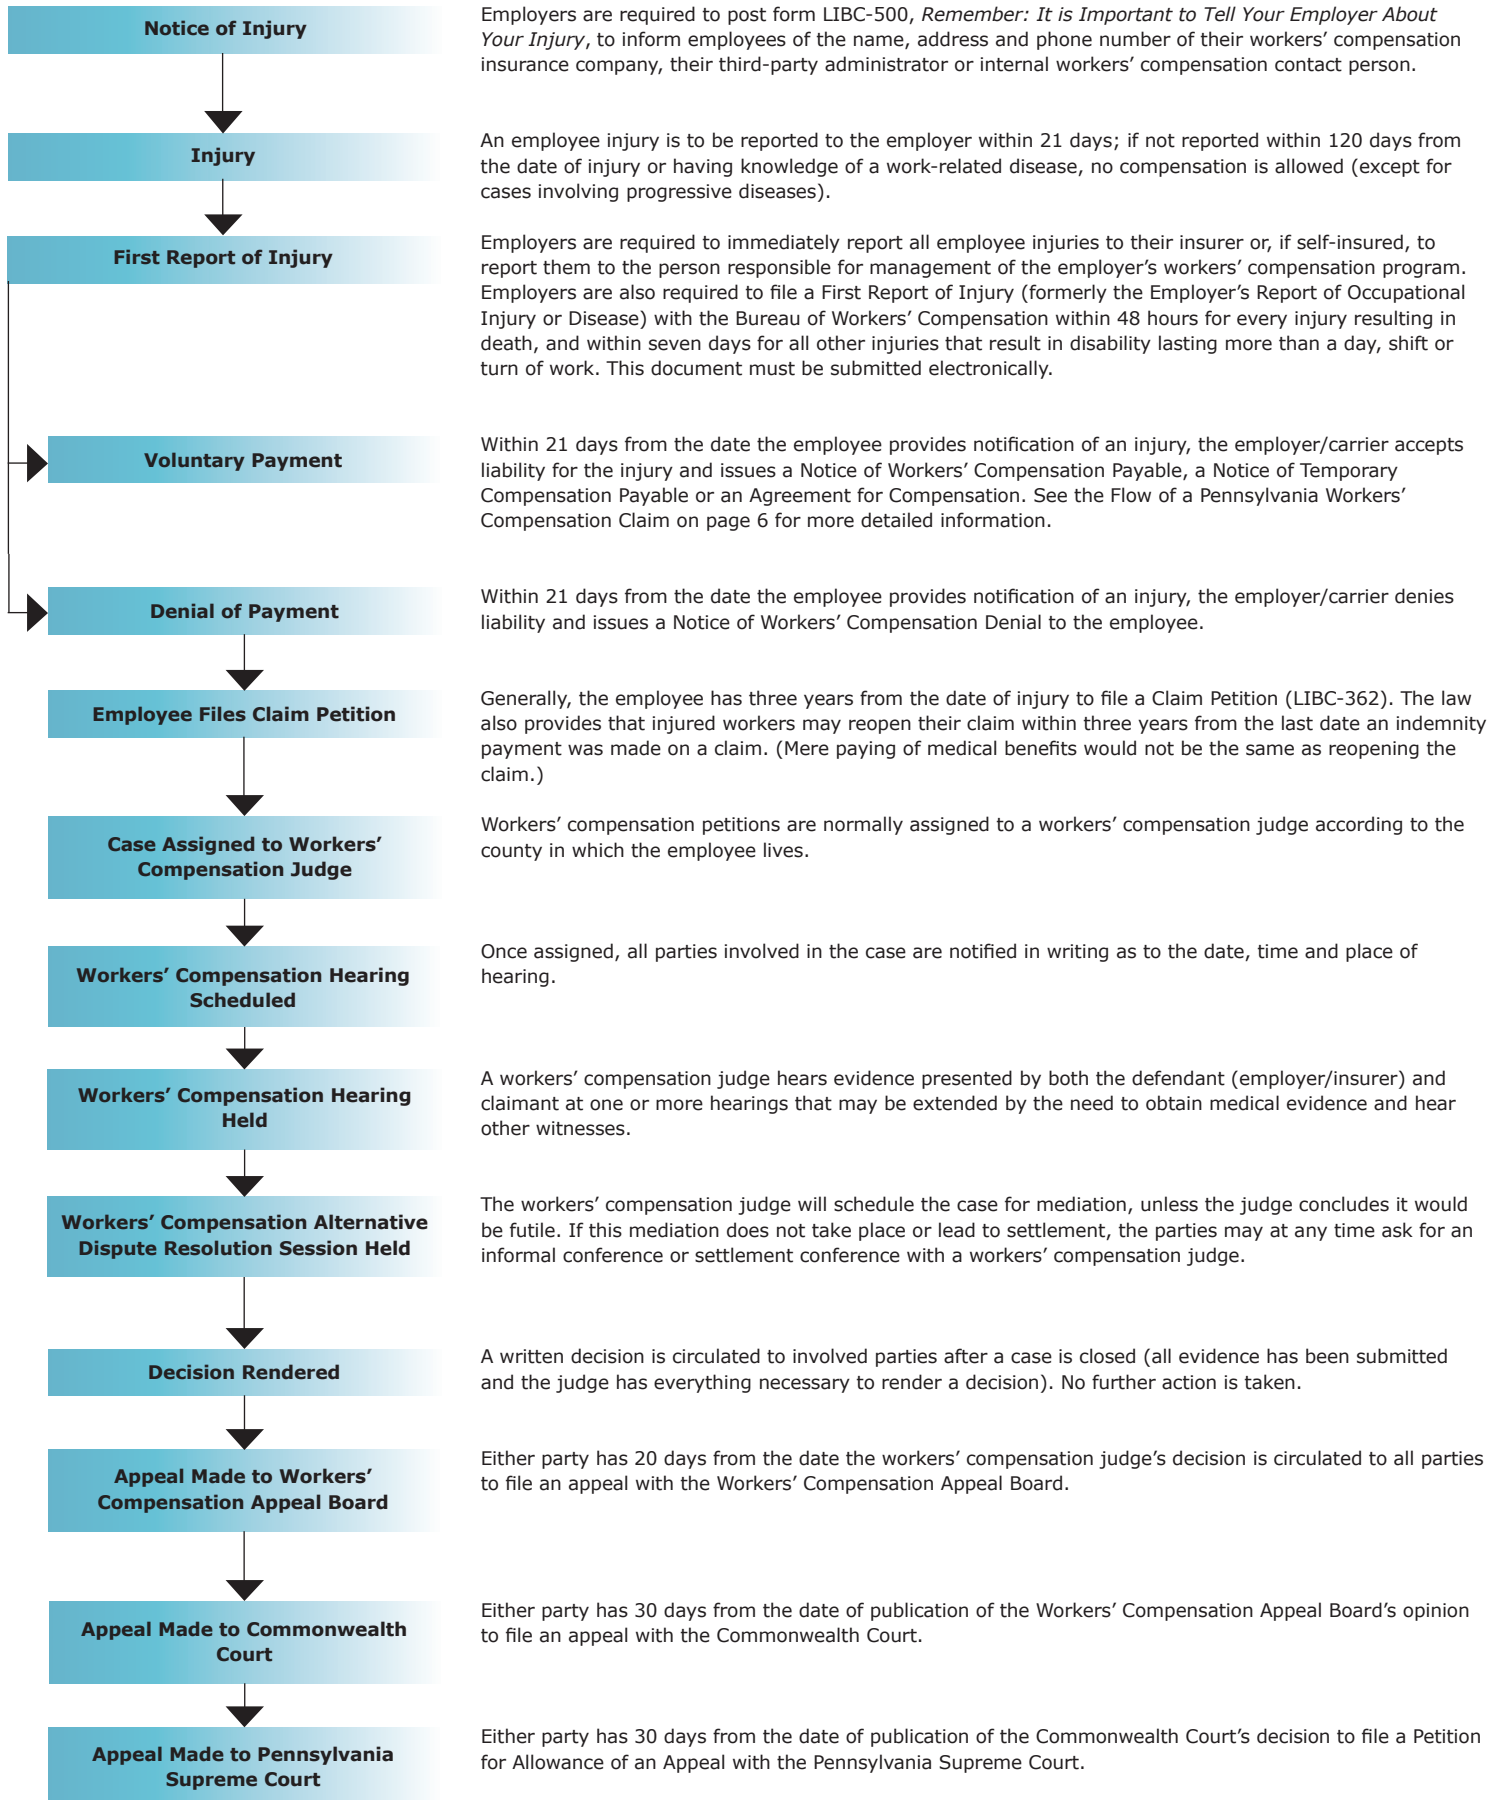 Notice of Injury
Employers are required to post form LIBC-500, Remember: It is Important to Tell Your Employer About
Your Injury, to inform employees of the name, address and phone number of their workers’ compensation
insurance company, their third-party administrator or internal workers’ compensation contact person.
Injury
An employee injury is to be reported to the employer within 21 days; if not reported within 120 days from
the date of injury or having knowledge of a work-related disease, no compensation is allowed (except for
cases involving progressive diseases).
First Report of Injury
Employers are required to immediately report all employee injuries to their insurer or, if self-insured, to
report them to the person responsible for management of the employer’s workers’ compensation program.
Employers are also required to file a First Report of Injury (formerly the Employer’s Report of Occupational
Injury or Disease) with the Bureau of Workers’ Compensation within 48 hours for every injury resulting in
death, and within seven days for all other injuries that result in disability lasting more than a day, shift or
turn of work. This document must be submitted electronically.
Voluntary Payment
Within 21 days from the date the employee provides notification of an injury, the employer/carrier accepts
liability for the injury and issues a Notice of Workers’ Compensation Payable, a Notice of Temporary
Compensation Payable or an Agreement for Compensation. See the Flow of a Pennsylvania Workers’
Compensation Claim on page 6 for more detailed information.
Denial of Payment
Within 21 days from the date the employee provides notification of an injury, the employer/carrier denies
liability and issues a Notice of Workers’ Compensation Denial to the employee.
Employee Files Claim Petition
Generally, the employee has three years from the date of injury to file a Claim Petition (LIBC-362). The law
also provides that injured workers may reopen their claim within three years from the last date an indemnity
payment was made on a claim. (Mere paying of medical benefits would not be the same as reopening the
claim.)
Case Assigned to Workers’
Compensation Judge
Workers’ compensation petitions are normally assigned to a workers’ compensation judge according to the
county in which the employee lives.
Workers’ Compensation Hearing
Scheduled
Once assigned, all parties involved in the case are notified in writing as to the date, time and place of
hearing.
Workers’ Compensation Hearing
Held
A workers’ compensation judge hears evidence presented by both the defendant (employer/insurer) and
claimant at one or more hearings that may be extended by the need to obtain medical evidence and hear
other witnesses.
Workers’ Compensation Alternative
Dispute Resolution Session Held
The workers’ compensation judge will schedule the case for mediation, unless the judge concludes it would
be futile. If this mediation does not take place or lead to settlement, the parties may at any time ask for an
informal conference or settlement conference with a workers’ compensation judge.
Decision Rendered
A written decision is circulated to involved parties after a case is closed (all evidence has been submitted
and the judge has everything necessary to render a decision). No further action is taken.
Appeal Made to Workers’
Compensation Appeal Board
Either party has 20 days from the date the workers’ compensation judge’s decision is circulated to all parties
to file an appeal with the Workers’ Compensation Appeal Board.
Appeal Made to Commonwealth
Court
Either party has 30 days from the date of publication of the Workers’ Compensation Appeal Board’s opinion
to file an appeal with the Commonwealth Court.
Appeal Made to Pennsylvania
Supreme Court
Either party has 30 days from the date of publication of the Commonwealth Court’s decision to file a Petition
for Allowance of an Appeal with the Pennsylvania Supreme Court.